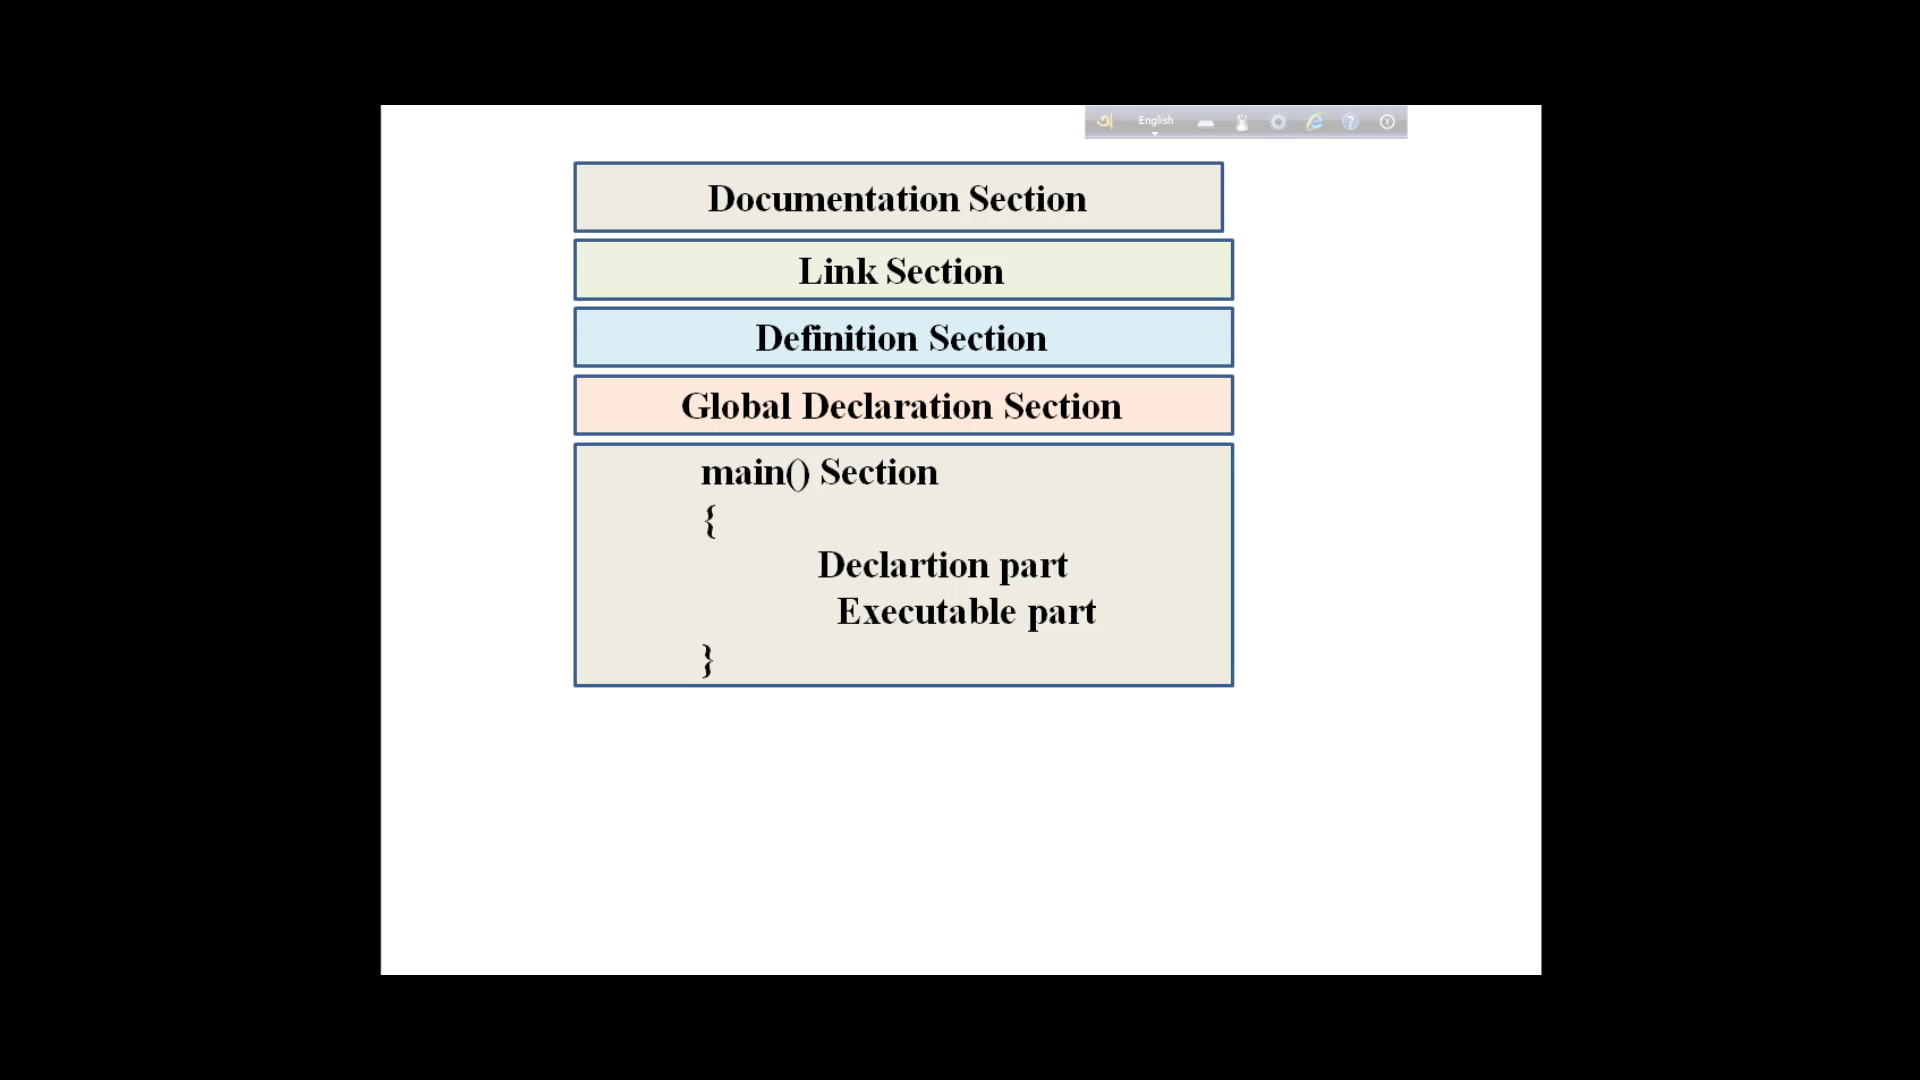 English
Documentation Section
Link Section
Definition Section
Global Declaration Section
main() Section
{
Declartion part
Executable part
}